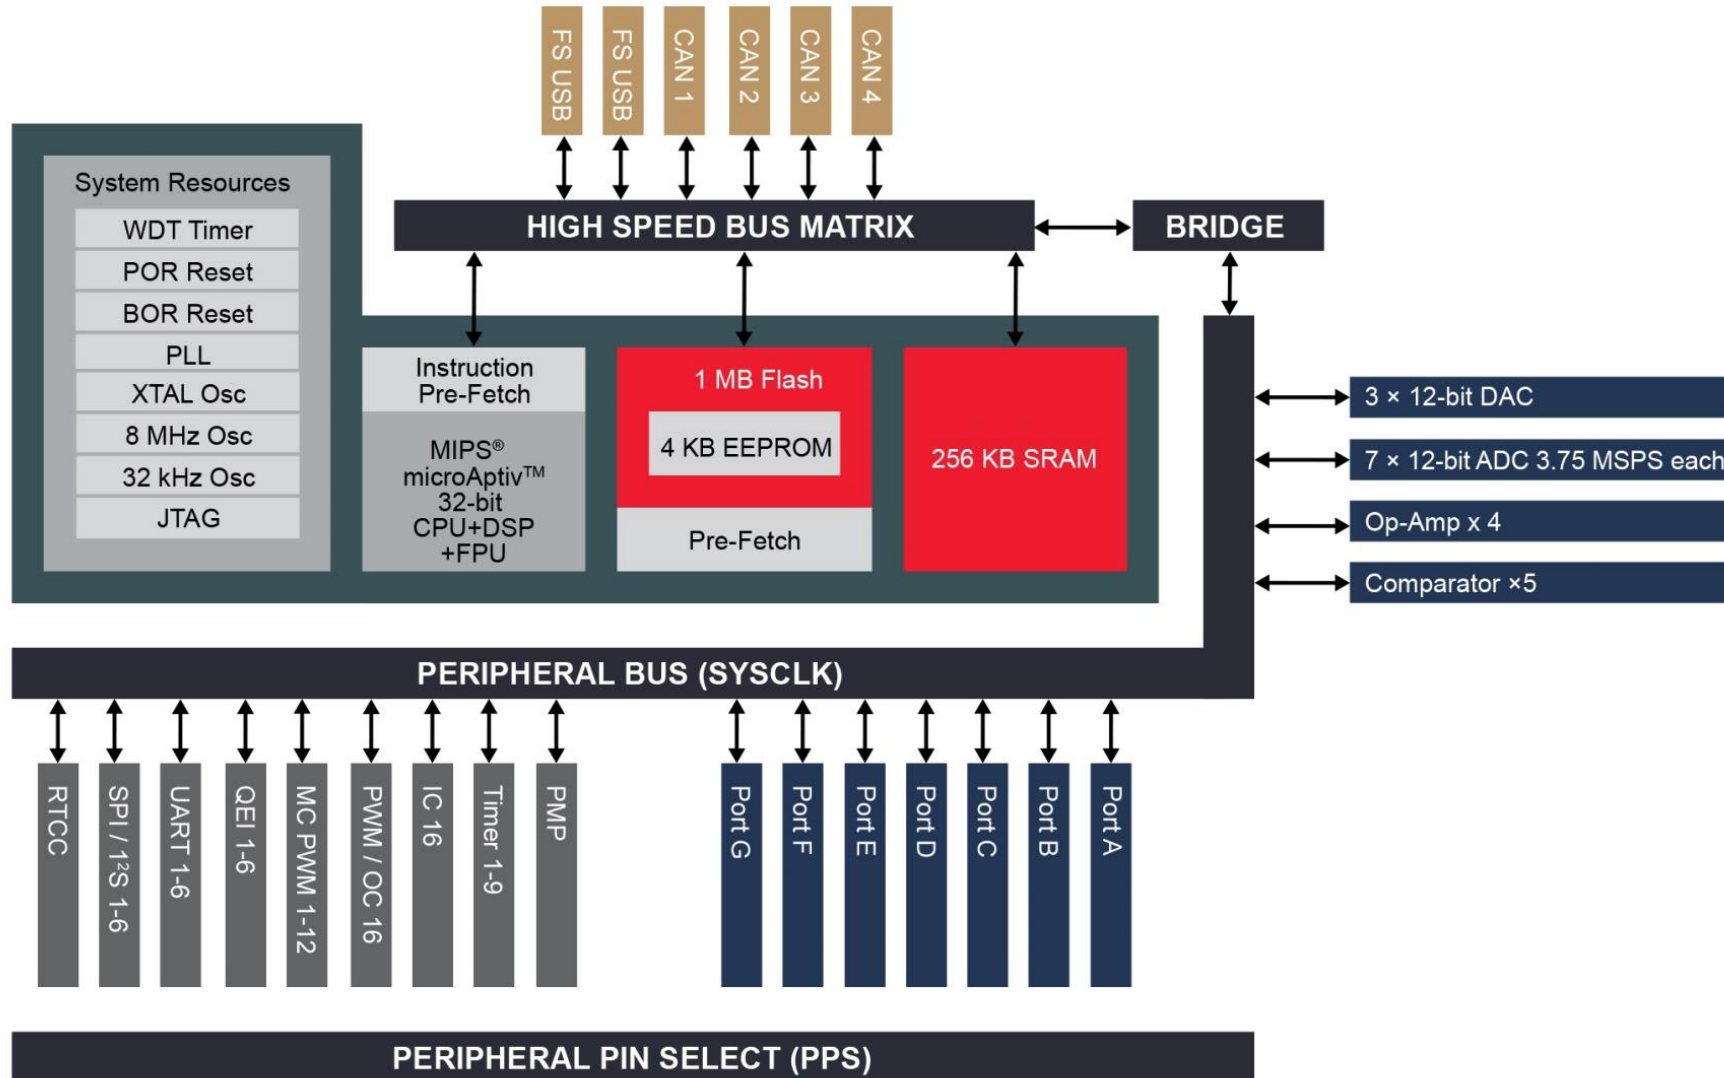 FS USB
FS USB
CAN 1
CAN 2
CAN 3
CAN 4
HIGH SPEED BUS MATRIX
BRIDGE
System Resources
WDT Timer
POR Reset
BOR Reset
PLL
XTAL Osc
8 MHz Osc
32 kHz Osc
JTAG
Instruction
Pre-Fetch
MIPS®
microAptiv™
32-bit
CPU+DSP
+FPU
1 MB Flash
4 KB EEPROM
Pre-Fetch
256 KB SRAM
3 × 12-bit DAC
7 × 12-bit ADC 3.75 MSPS each
Op-Amp x 4
Comparator ×5
PERIPHERAL BUS (SYSCLK)
RTCC
SPI / 1²S 1-6
UART 1-6
QEI 1-6
MC PWM 1-12
PWM / OC 16
IC 16
Timer 1-9
PMP
Port G
Port F
Port E
Port D
Port C
Port B
Port A
PERIPHERAL PIN SELECT (PPS)